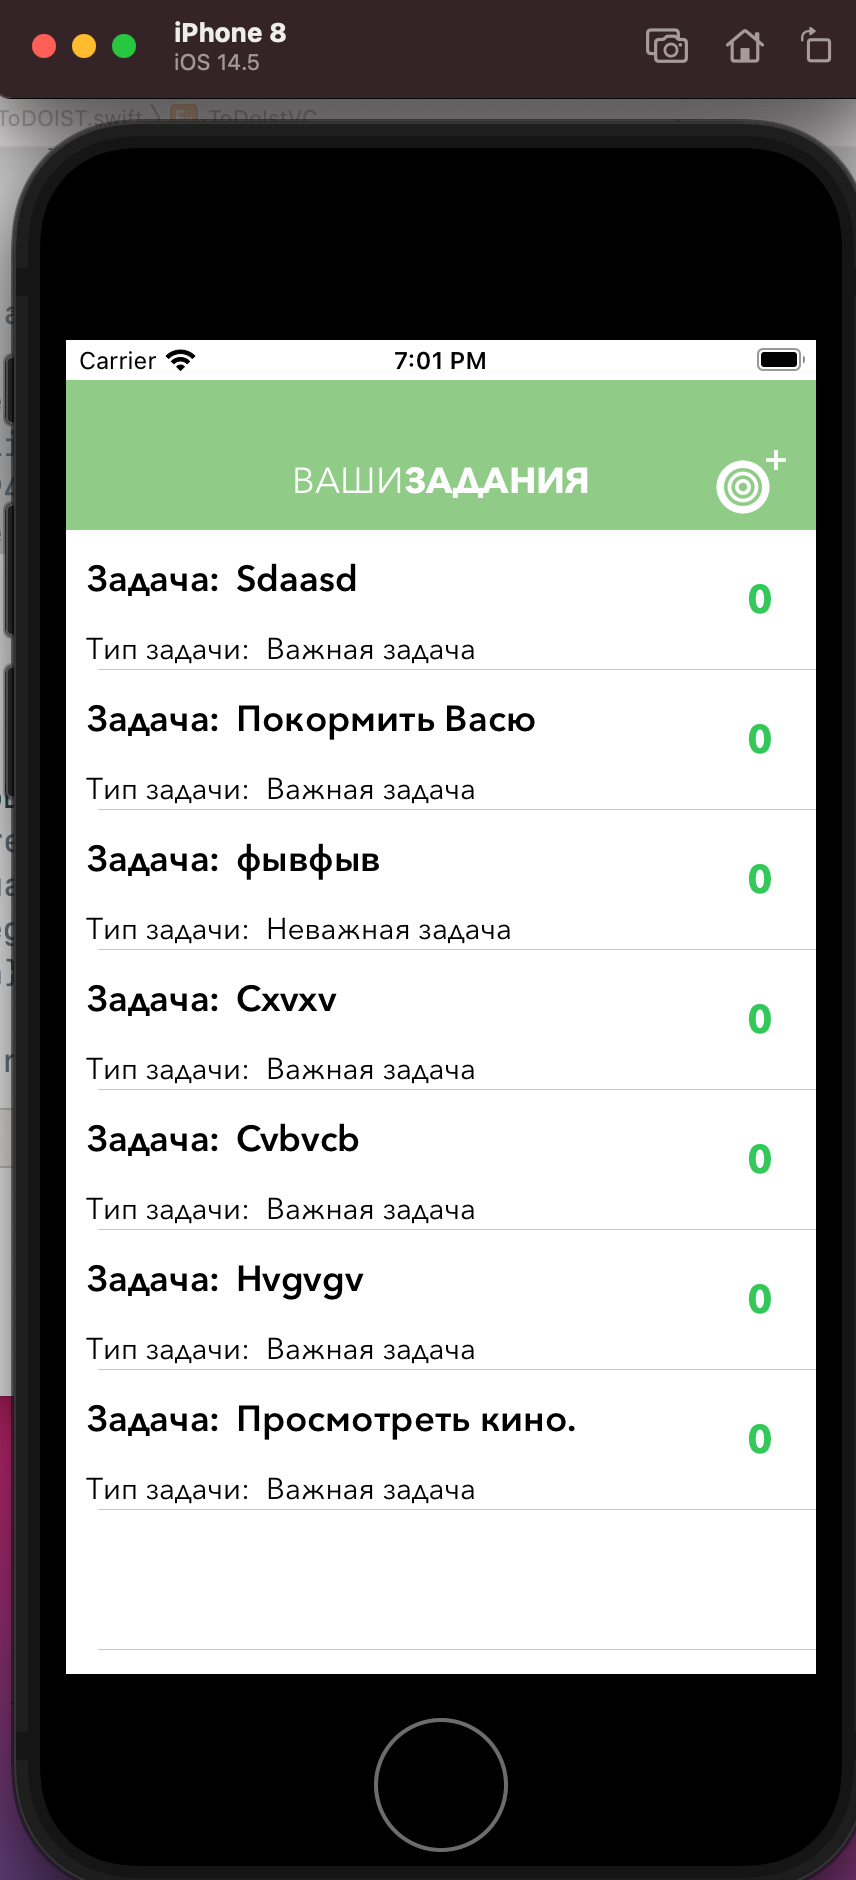 iPhone 8
iOS 14.5
ToDOIST.swift ToDoIstVC
Carrier 7:01 PM
ВАШИЗАДАНИЯ
Задача: Sdaasd
0
Тип задачи: Важная задача
Задача: Покормить Васю
0
Тип задачи: Важная задача
Задача: фывфыв
0
Тип задачи: Неважная задача
Задача: Cxvxv
0
Тип задачи: Важная задача
Задача: Cvbvcb
0
Тип задачи: Важная задача
Задача: Hvgvgv
0
Тип задачи: Важная задача
Задача: Просмотреть кино.
0
Тип задачи: Важная задача